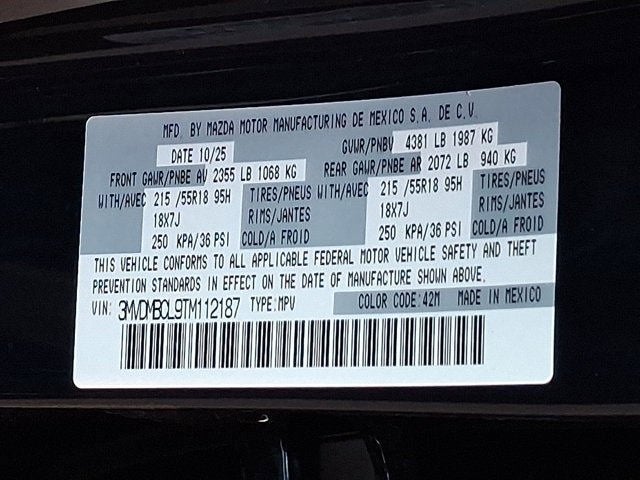 MFD. BY MAZDA MOTOR MANUFACTURING DE MEXICO S.A. DE C.V.
DATE 10/25 GVWR/PNBV 4381 LB 1987 KG
FRONT GAWR/PNBE AV 2355 LB 1068 KG REAR GAWR/PNBE AR 2072 LB 940 KG
WITH/AVEC 215 /55R18 95H TIRES/PNEUS WITH/AVEC 215 /55R18 95H TIRES/PNEUS
18X7J RIMS/JANTES 18X7J RIMS/JANTES
250 KPA/36 PSI COLD/A FROID 250 KPA/36 PSI COLD/A FROID
THIS VEHICLE CONFORMS TO ALL APPLICABLE FEDERAL MOTOR VEHICLE SAFETY AND THEFT
PREVENTION STANDARDS IN EFFECT ON THE DATE OF MANUFACTURE SHOWN ABOVE.
VIN: 3MVDMBCL9TM112187 TYPE:MPV COLOR CODE:42M MADE IN MEXICO